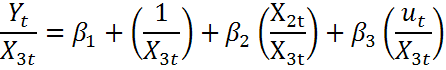 Y_t / X_{3t} = β_1 + (1 / X_{3t}) + β_2 (X_{2t} / X_{3t}) + β_3 (u_t / X_{3t})